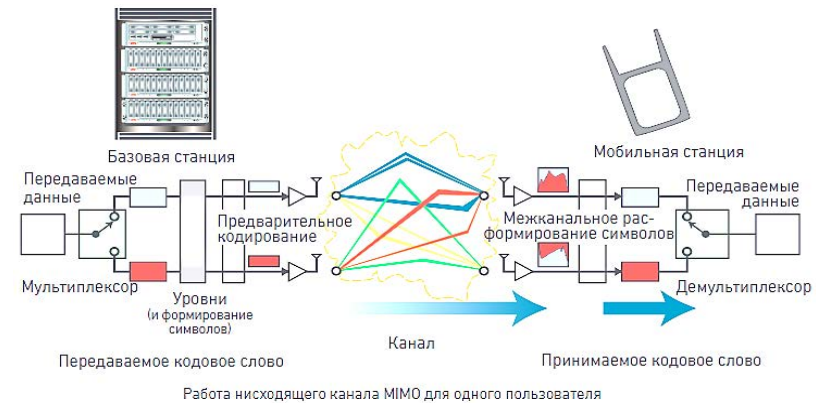 Базовая станция
Мобильная станция
Передаваемые
данные
Предварительное
кодирование
Межканальное рас-
формирование символов
Передаваемые
данные
Мультиплексор
Уровни
(и формирование
символов)
Демультиплексор
Канал
Передаваемое кодовое слово
Принимаемое кодовое слово
Работа нисходящего канала MIMO для одного пользователя